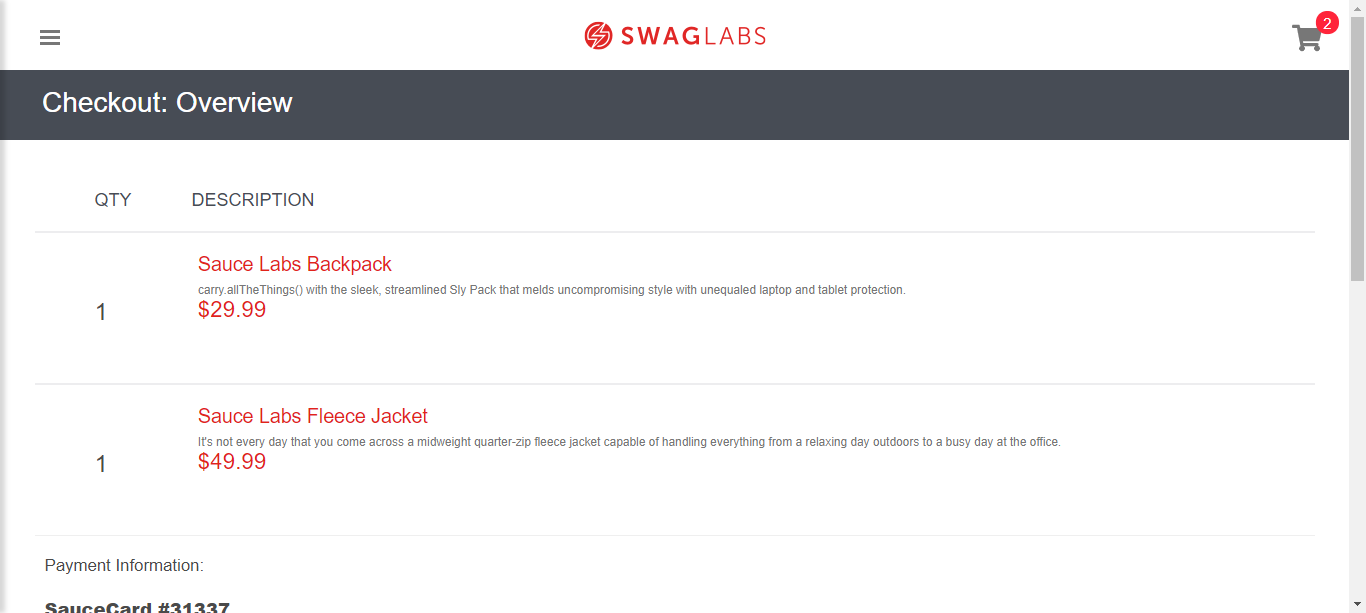 SWAGLABS
2
Checkout: Overview
QTY DESCRIPTION
Sauce Labs Backpack
carry.allTheThings() with the sleek, streamlined Sly Pack that melds uncompromising style with unequaled laptop and tablet protection.
1
$29.99
Sauce Labs Fleece Jacket
It's not every day that you come across a midweight quarter-zip fleece jacket capable of handling everything from a relaxing day outdoors to a busy day at the office.
1
$49.99
Payment Information:
SauceCard #31337